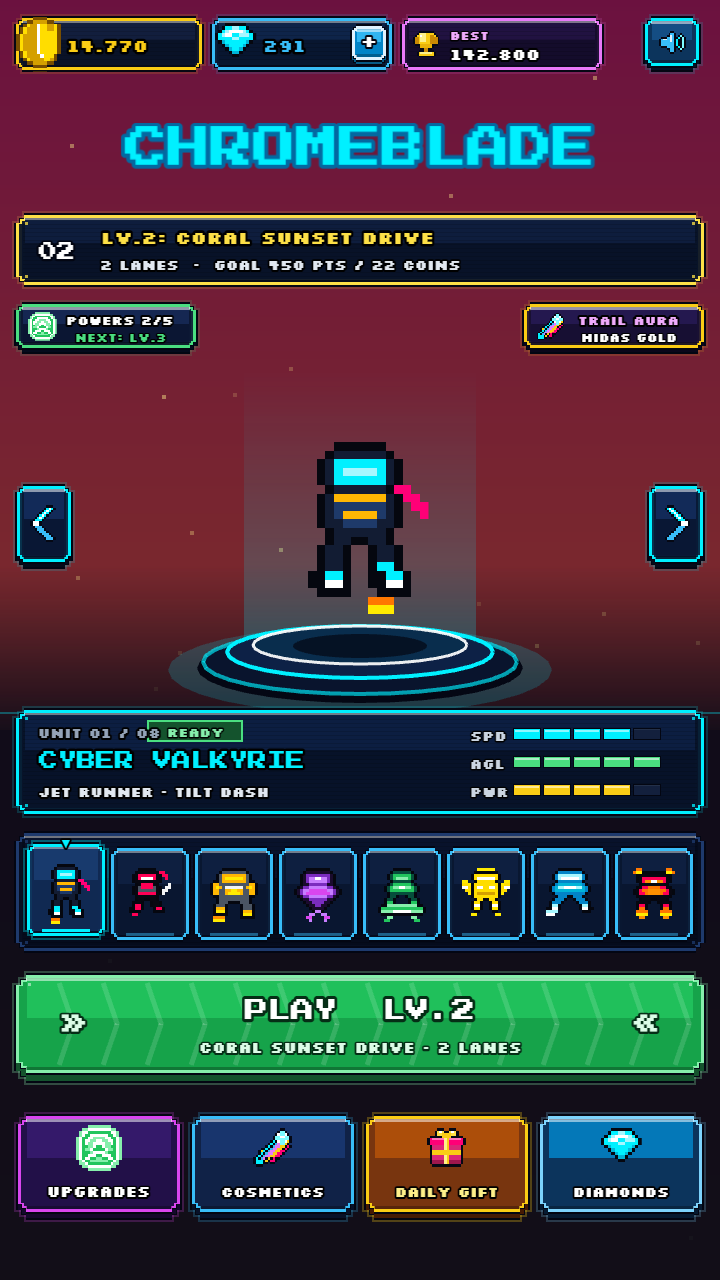 14.770
291
+
BEST
142.800
CHROMEBLADE
02
LV.2: CORAL SUNSET DRIVE
2 LANES - GOAL 450 PTS / 22 COINS
POWERS 2/5
NEXT: LV.3
TRAIL AURA
MIDAS GOLD
UNIT 01 / 08
READY
CYBER VALKYRIE
JET RUNNER - TILT DASH
SPD
AGL
PWR
PLAY LV.2
CORAL SUNSET DRIVE - 2 LANES
UPGRADES
COSMETICS
DAILY GIFT
DIAMONDS